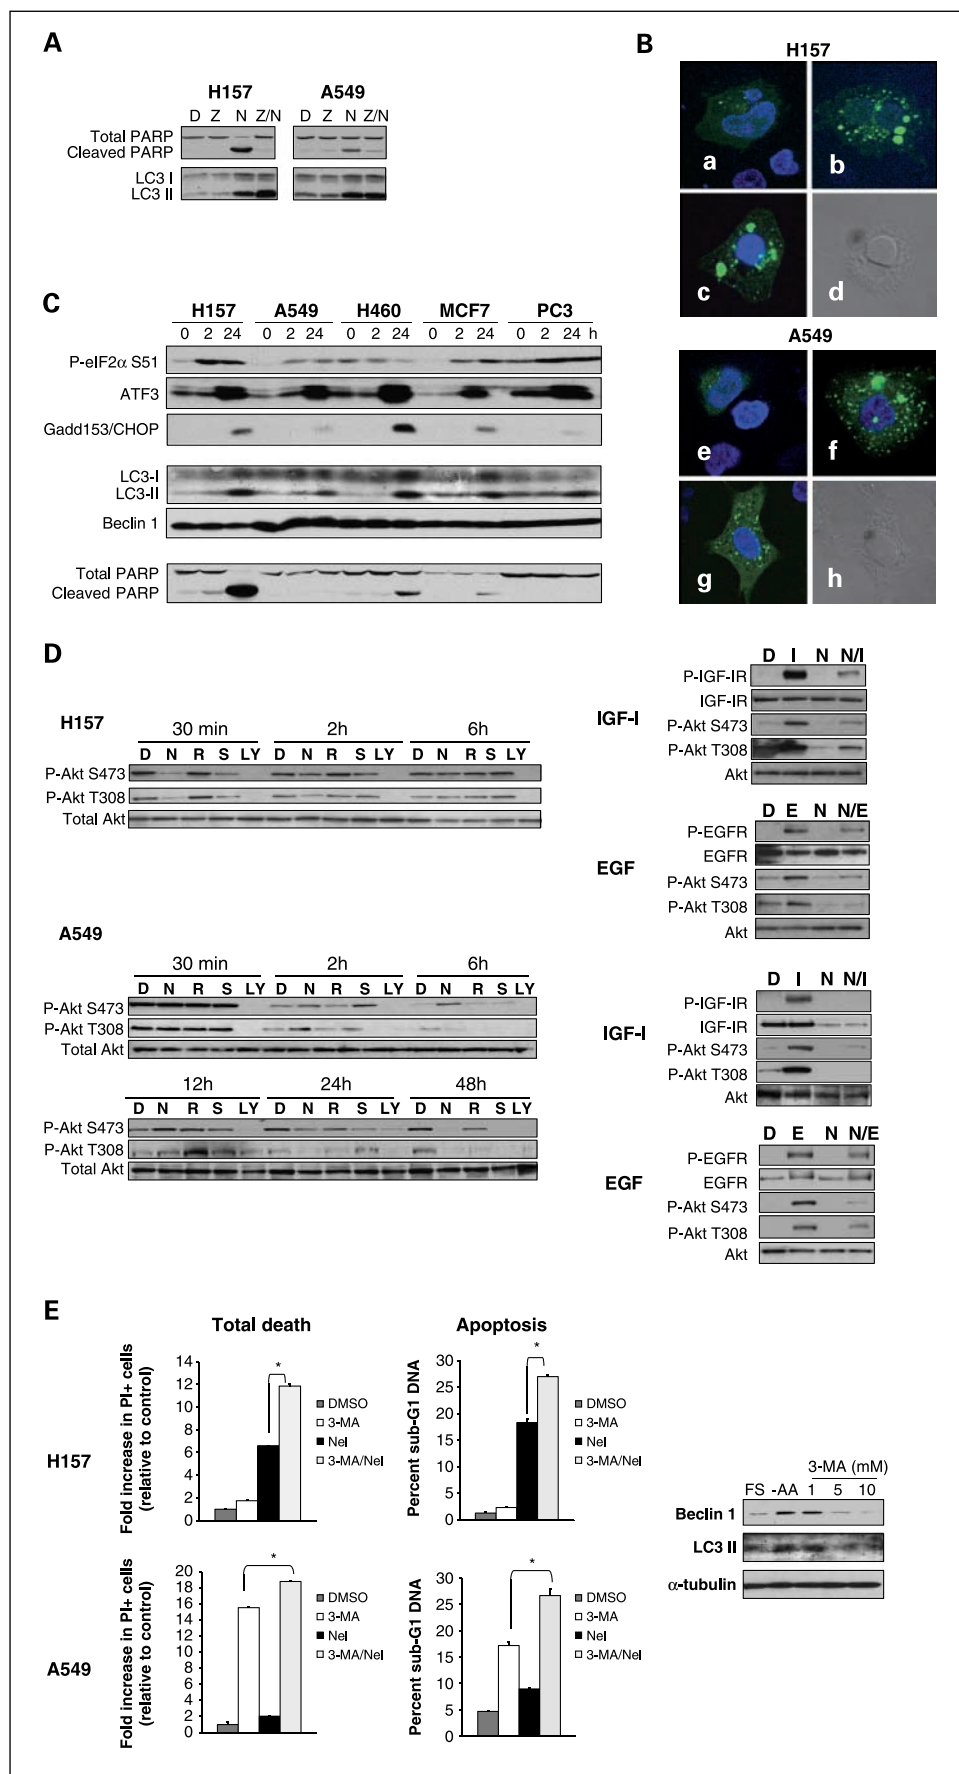 A
H157 A549
D Z N Z/N D Z N Z/N
Total PARP
Cleaved PARP
LC3 I
LC3 II
B
H157
a b
c d
A549
e f
g h
C
H157 A549 H460 MCF7 PC3
0 2 24 0 2 24 0 2 24 0 2 24 0 2 24 h
P-eIF2α S51
ATF3
Gadd153/CHOP
LC3-I
LC3-II
Beclin 1
Total PARP
Cleaved PARP
D
H157
30 min 2h 6h
D N R S LY D N R S LY D N R S LY
P-Akt S473
P-Akt T308
Total Akt
IGF-I
D I N N/I
P-IGF-IR
IGF-IR
P-Akt S473
P-Akt T308
Akt
EGF
D E N N/E
P-EGFR
EGFR
P-Akt S473
P-Akt T308
Akt
A549
30 min 2h 6h
D N R S LY D N R S LY D N R S LY
P-Akt S473
P-Akt T308
Total Akt
12h 24h 48h
D N R S LY D N R S LY D N R S LY
P-Akt S473
P-Akt T308
Total Akt
IGF-I
D I N N/I
P-IGF-IR
IGF-IR
P-Akt S473
P-Akt T308
Akt
EGF
D E N N/E
P-EGFR
EGFR
P-Akt S473
P-Akt T308
Akt
E
Total death
Apoptosis
H157
Fold increase in PI+ cells
(relative to control)
14
12
10
8
6
4
2
0
*
DMSO
3-MA
Nel
3-MA/Nel
Percent sub-G1 DNA
30
25
20
15
10
5
0
*
DMSO
3-MA
Nel
3-MA/Nel
A549
Fold increase in PI+ cells
(relative to control)
20
18
16
14
12
10
8
6
4
2
0
*
DMSO
3-MA
Nel
3-MA/Nel
Percent sub-G1 DNA
30
25
20
15
10
5
0
*
DMSO
3-MA
Nel
3-MA/Nel
3-MA (mM)
FS -AA 1 5 10
Beclin 1
LC3 II
α-tubulin